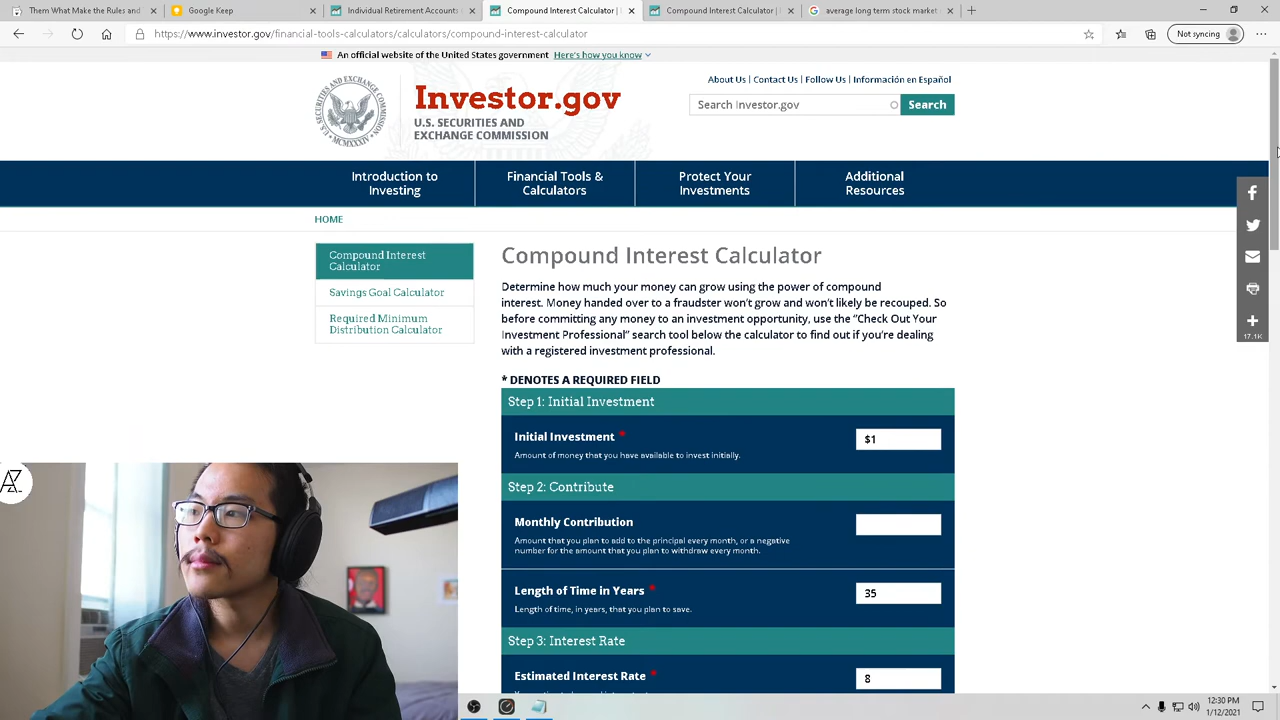 Them What Make the Rules and
Google Keep
Individual Retirement Accounts
Compound Interest Calculator |
Compound Interest Calculator |
average long term stock market
https://www.investor.gov/financial-tools-calculators/calculators/compound-interest-calculator
Not syncing
An official website of the United States government Here's how you know
About Us | Contact Us | Follow Us | Información en Español
Investor.gov
U.S. SECURITIES AND
EXCHANGE COMMISSION
Search Investor.gov
Search
Introduction to
Investing
Financial Tools &
Calculators
Protect Your
Investments
Additional
Resources
HOME
Compound Interest
Calculator
Savings Goal Calculator
Required Minimum
Distribution Calculator
Compound Interest Calculator
Determine how much your money can grow using the power of compound
interest. Money handed over to a fraudster won’t grow and won’t likely be recouped. So
before committing any money to an investment opportunity, use the “Check Out Your
Investment Professional” search tool below the calculator to find out if you’re dealing
with a registered investment professional.
* DENOTES A REQUIRED FIELD
Step 1: Initial Investment
Initial Investment *
$1
Amount of money that you have available to invest initially.
Step 2: Contribute
Monthly Contribution
Amount that you plan to add to the principal every month, or a negative
number for the amount that you plan to withdraw every month.
Length of Time in Years *
35
Length of time, in years, that you plan to save.
Step 3: Interest Rate
Estimated Interest Rate *
8
17.1K
AZ
12:30 PM
1/12/2021